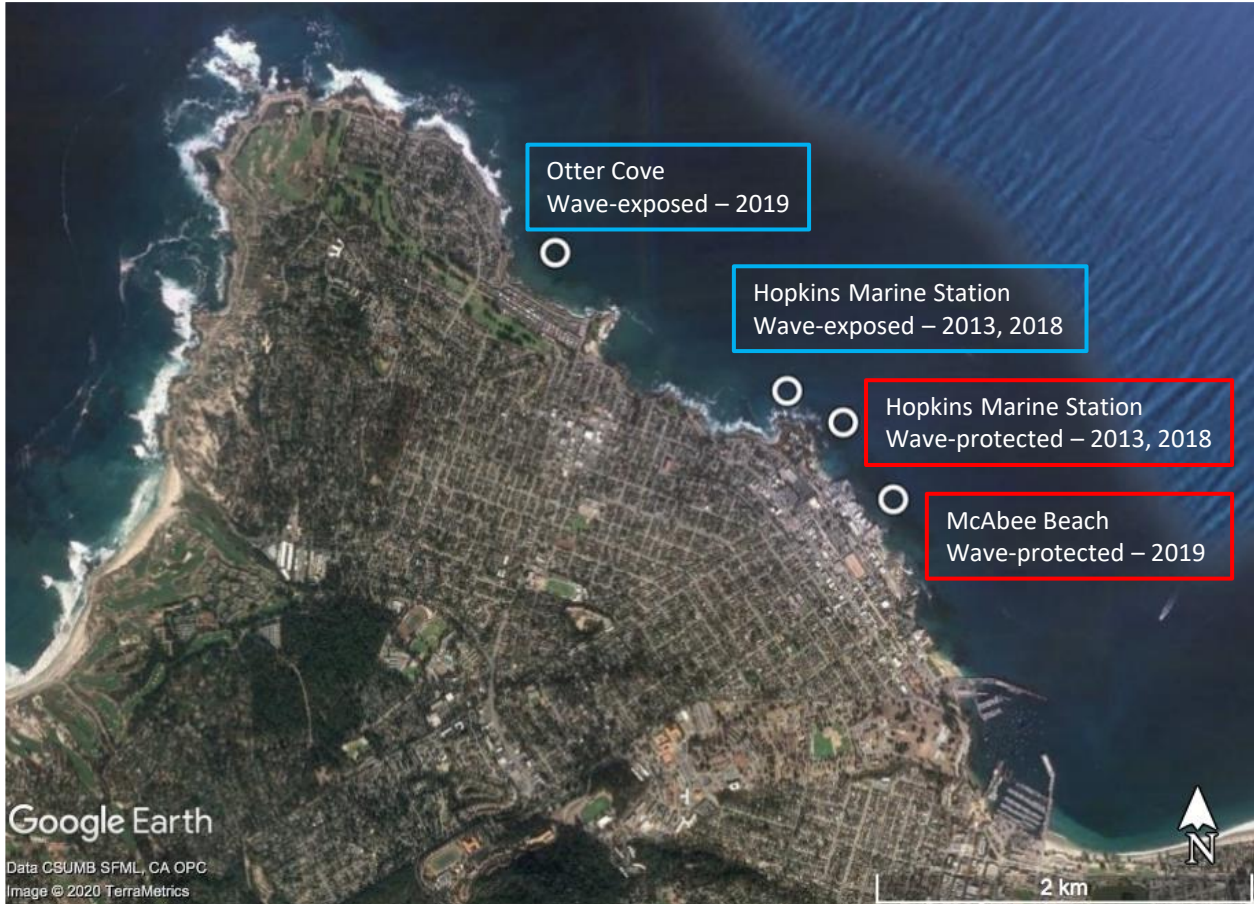 Otter Cove
Wave-exposed – 2019
Hopkins Marine Station
Wave-exposed – 2013, 2018
Hopkins Marine Station
Wave-protected – 2013, 2018
McAbee Beach
Wave-protected – 2019
Google Earth
Data CSUMB SFML, CA OPC
Image © 2020 TerraMetrics
N
2 km